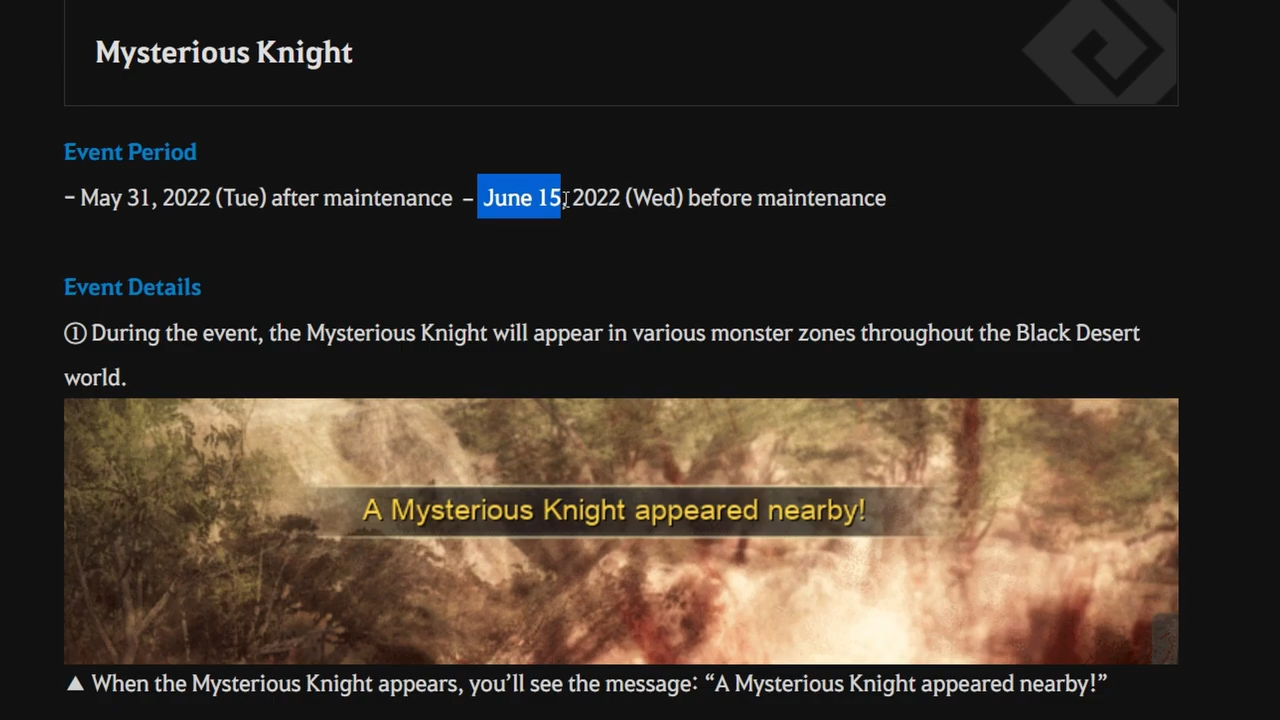 Mysterious Knight
Event Period
– May 31, 2022 (Tue) after maintenance – June 15, 2022 (Wed) before maintenance
Event Details
① During the event, the Mysterious Knight will appear in various monster zones throughout the Black Desert
world.
A Mysterious Knight appeared nearby!
▲ When the Mysterious Knight appears, you’ll see the message: “A Mysterious Knight appeared nearby!”